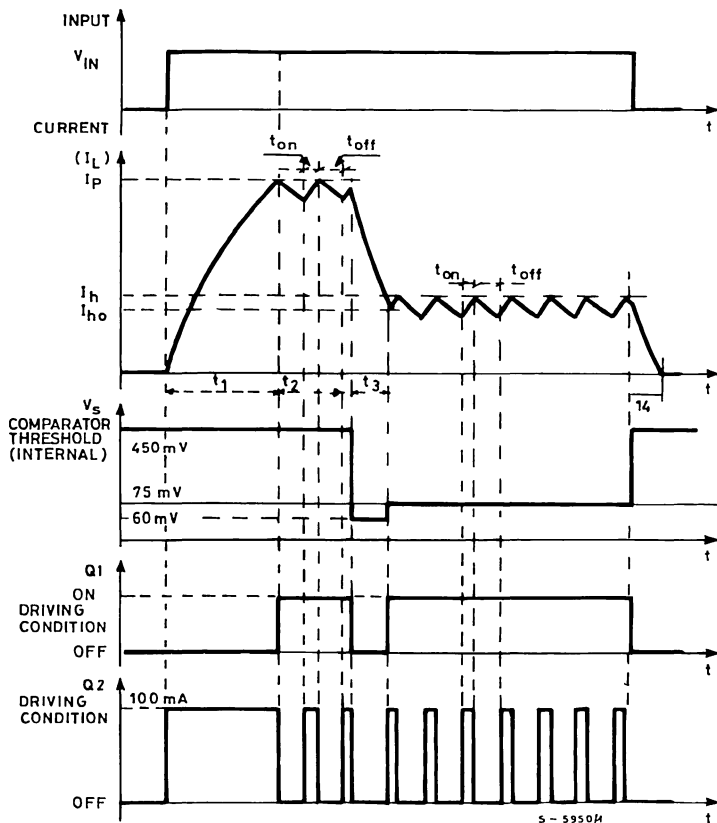 INPUT
V_IN
t
CURRENT
(I_L)
t_on
t_off
I_P
I_h
I_ho
t_on
t_off
t
t_1
t_2
t_3
14
V_s
COMPARATOR
THRESHOLD
(INTERNAL)
450 mV
75 mV
60 mV
t
Q1
ON
DRIVING
CONDITION
OFF
t
Q2
DRIVING
CONDITION
100 mA
OFF
S - 5950/1
t